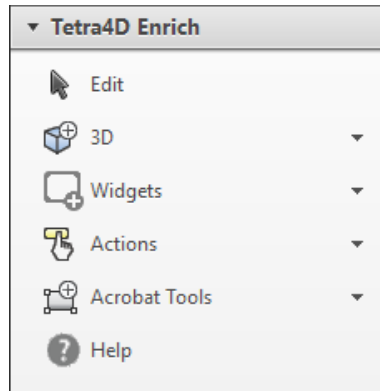 Tetra4D Enrich
Edit
3D
Widgets
Actions
Acrobat Tools
Help